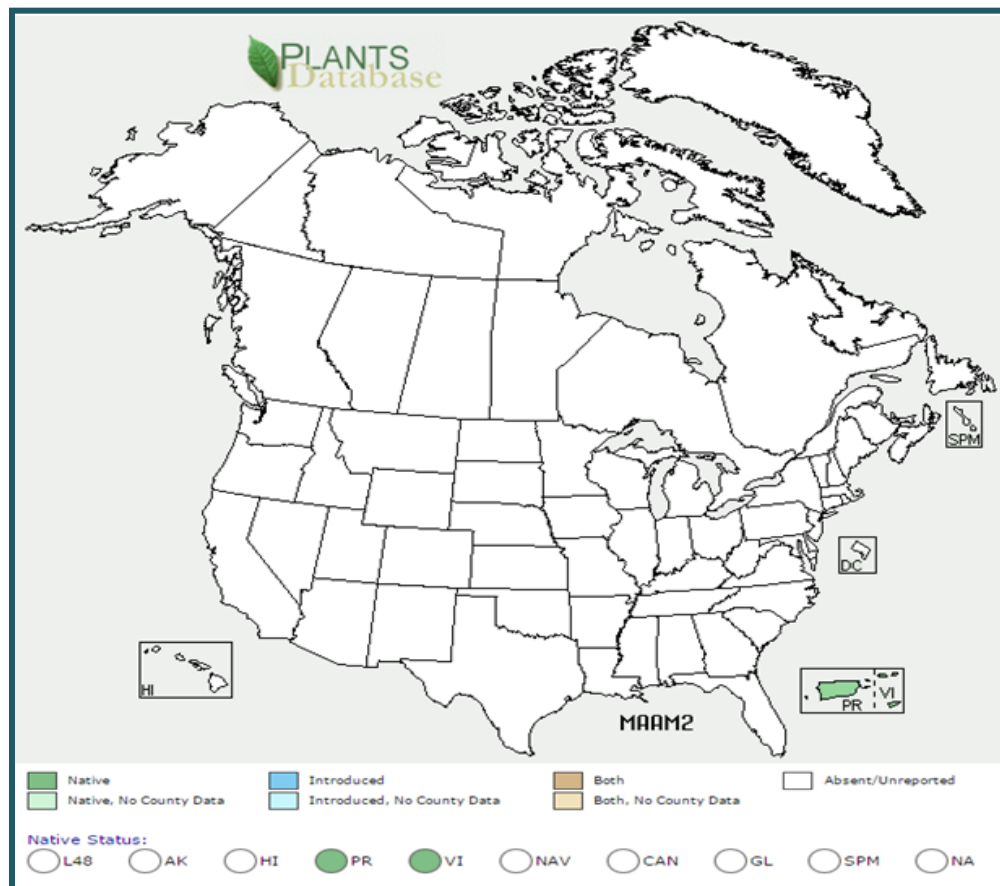 PLANTS
Database
SPM
DC
HI
PR
VI
MAAM2
Native
Introduced
Both
Absent/Unreported
Native, No County Data
Introduced, No County Data
Both, No County Data
Native Status:
L48 AK HI PR VI NAV CAN GL SPM NA